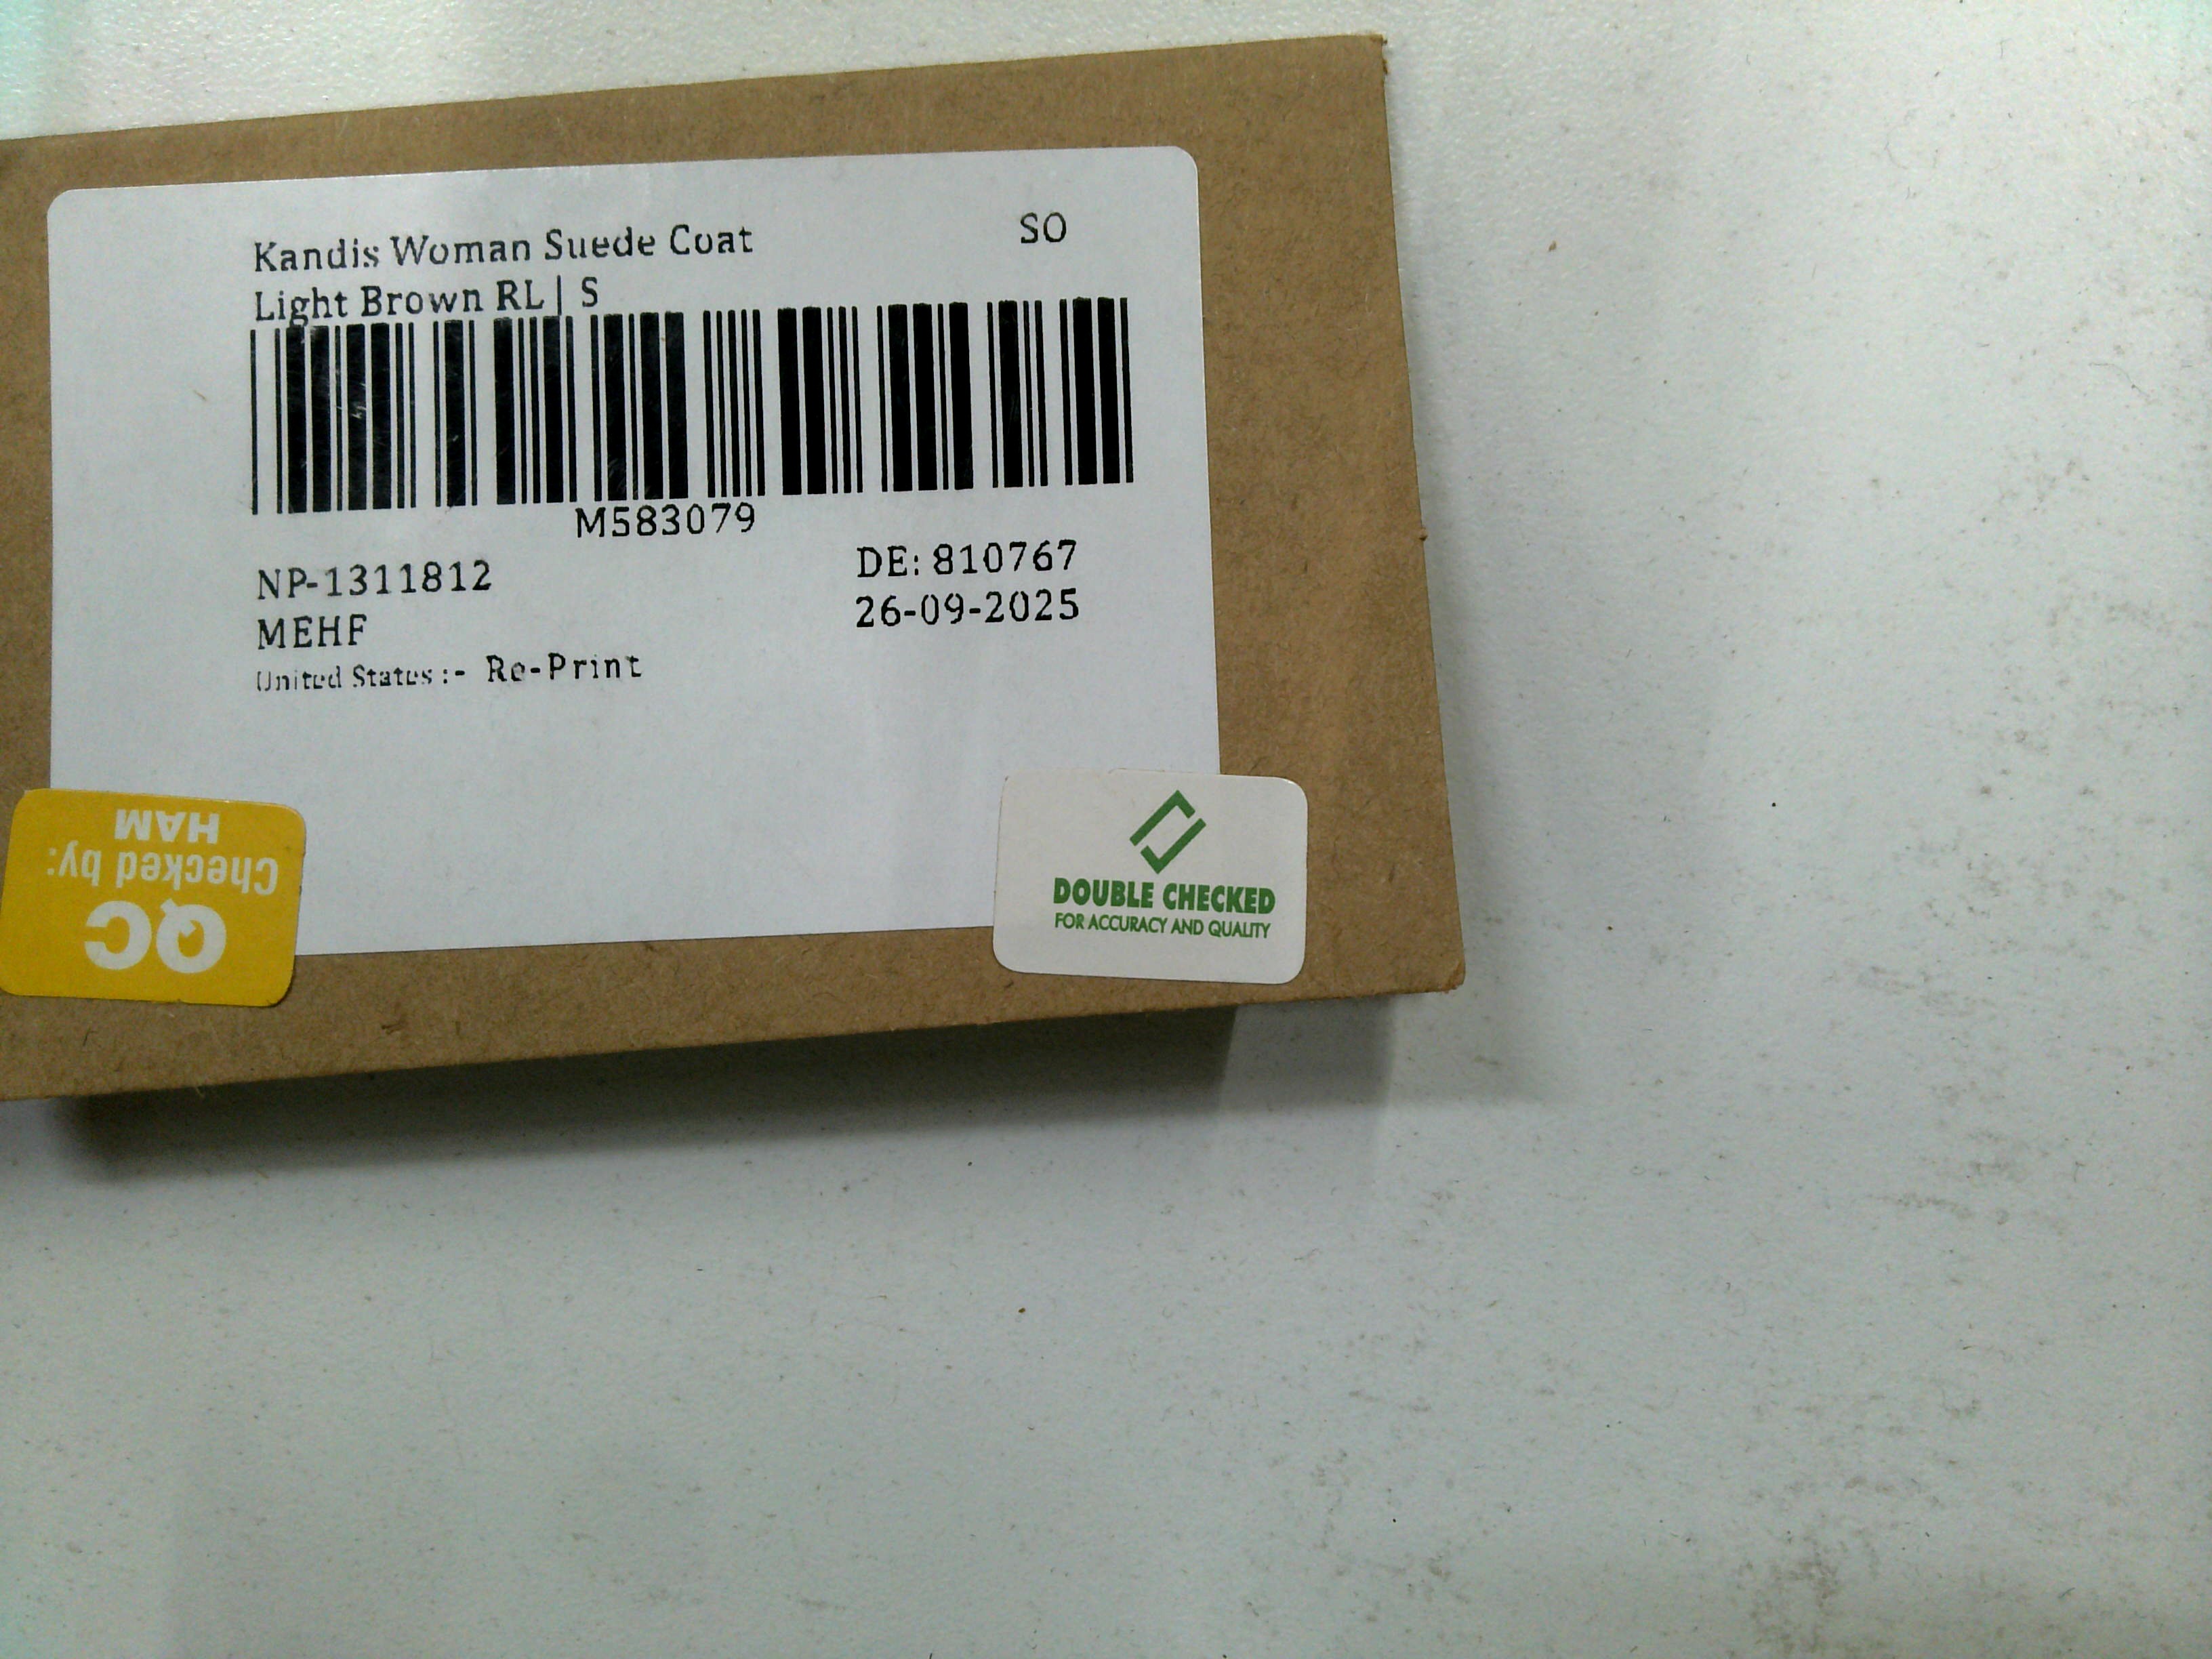 Kandis Woman Suede Coat
SO
Light Brown RL | S
M583079
NP-1311812
DE: 810767
MEHF
26-09-2025
United States :- Re-Print
QC
Checked by:
HAM
DOUBLE CHECKED
FOR ACCURACY AND QUALITY